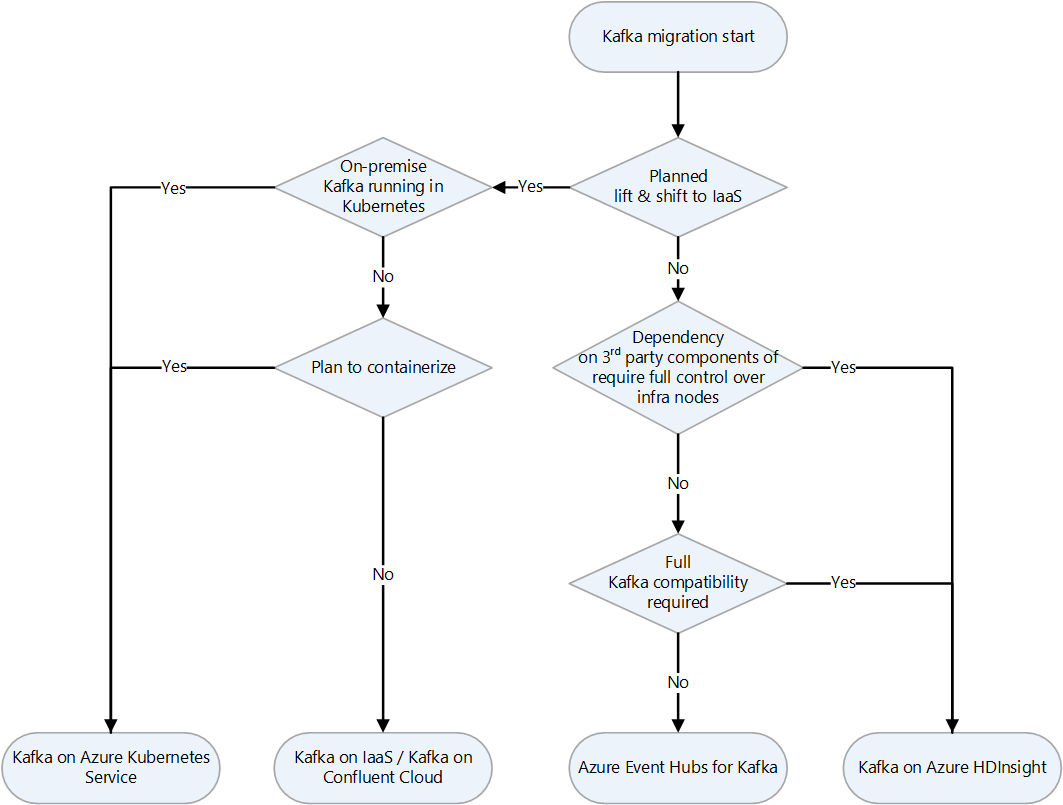 Kafka migration start
On-premise
Kafka running in
Kubernetes
Planned
lift & shift to IaaS
Yes
Yes
No
No
Dependency
on 3rd party components of
require full control over
infra nodes
Plan to containerize
Yes
Yes
No
No
Full
Kafka compatibility
required
Yes
No
Kafka on Azure Kubernetes
Service
Kafka on IaaS / Kafka on
Confluent Cloud
Azure Event Hubs for Kafka
Kafka on Azure HDInsight